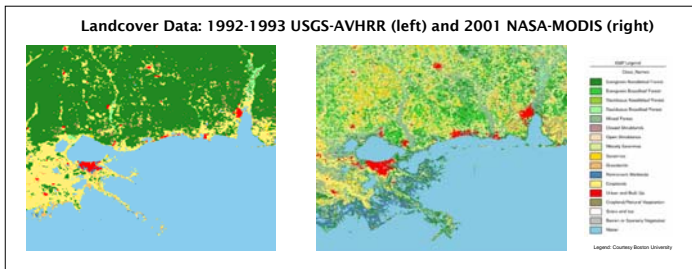 Landcover Data: 1992-1993 USGS-AVHRR (left) and 2001 NASA-MODIS (right)
IGBP Legend
Class_Names
Evergreen Needleleaf Forest
Evergreen Broadleaf Forest
Deciduous Needleleaf Forest
Deciduous Broadleaf Forest
Mixed Forest
Closed Shrublands
Open Shrublands
Woody Savannas
Savannas
Grasslands
Permanent Wetlands
Croplands
Urban and Built-Up
Cropland/Natural Vegetation
Snow and Ice
Barren or Sparsely Vegetated
Water
Legend: Courtesy Boston University